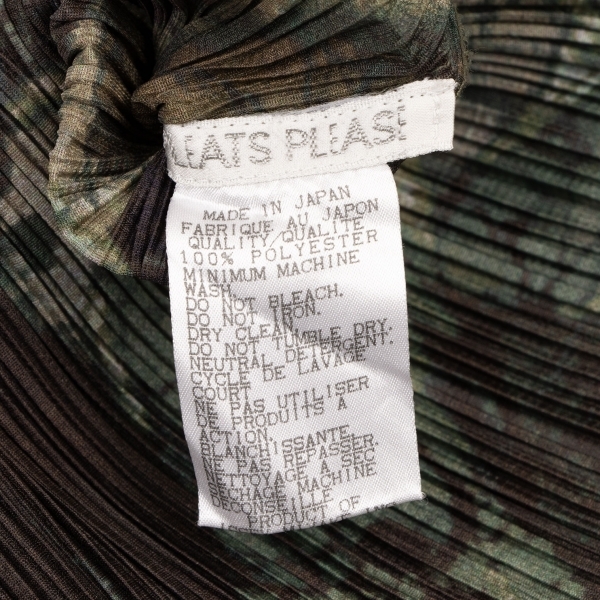 LEATS PLEASE
MADE IN JAPAN
FABRIQUE AU JAPON
QUALITY/QUALITE
100% POLYESTER
MINIMUM MACHINE
WASH.
DO NOT BLEACH.
DO NOT IRON.
DRY CLEAN.
DO NOT TUMBLE DRY.
NEUTRAL DETERGENT.
CYCLE DE LAVAGE
COURT
NE PAS UTILISER
DE PRODUITS A
ACTION
BLANCHISSANTE.
NE PAS REPASSER.
NETTOYAGE A SEC
SECHAGE MACHINE
DECONSEILLE
PRODUCT OF